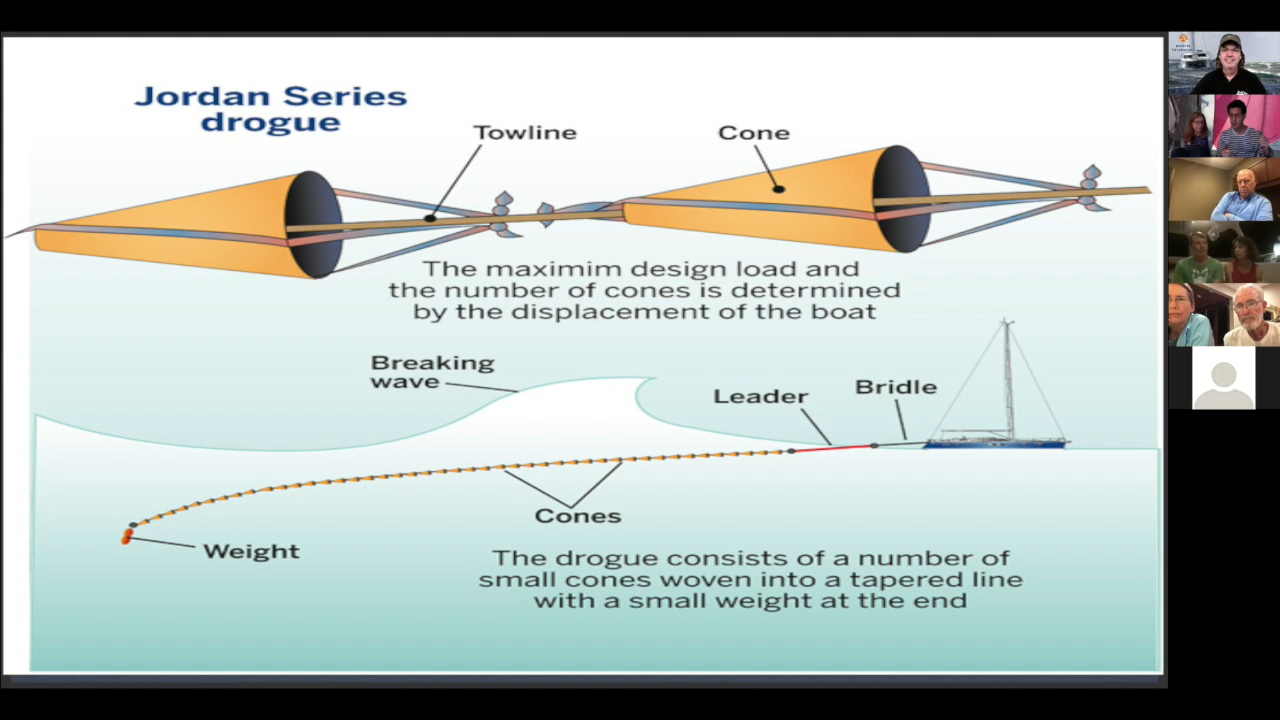 Jordan Series
drogue
Towline
Cone
The maximim design load and
the number of cones is determined
by the displacement of the boat
Breaking
wave
Leader
Bridle
Cones
Weight
The drogue consists of a number of
small cones woven into a tapered line
with a small weight at the end